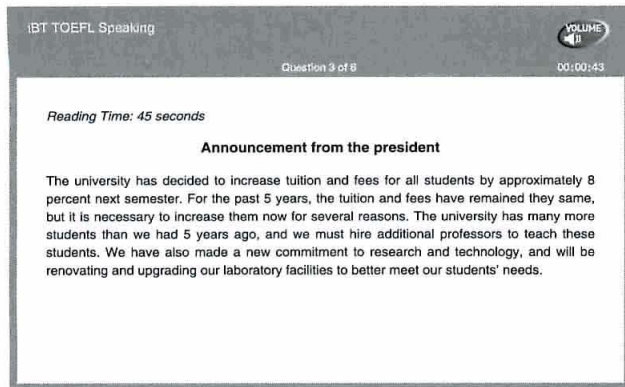 iBT TOEFL Speaking
VOLUME
Question 3 of 6
00:00:43
Reading Time: 45 seconds
Announcement from the president
The university has decided to increase tuition and fees for all students by approximately 8
percent next semester. For the past 5 years, the tuition and fees have remained they same,
but it is necessary to increase them now for several reasons. The university has many more
students than we had 5 years ago, and we must hire additional professors to teach these
students. We have also made a new commitment to research and technology, and will be
renovating and upgrading our laboratory facilities to better meet our students' needs.